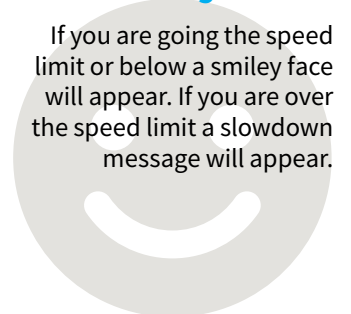 If you are going the speed
limit or below a smiley face
will appear. If you are over
the speed limit a slowdown
message will appear.